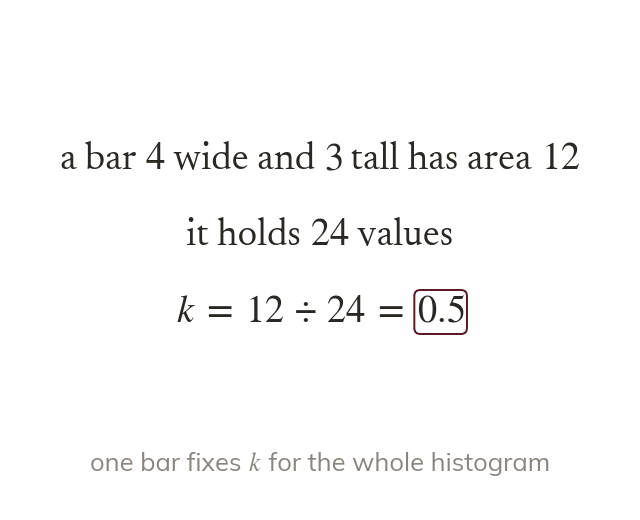 a bar 4 wide and 3 tall has area 12
it holds 24 values
k = 12 ÷ 24 = 0.5
one bar fixes k for the whole histogram